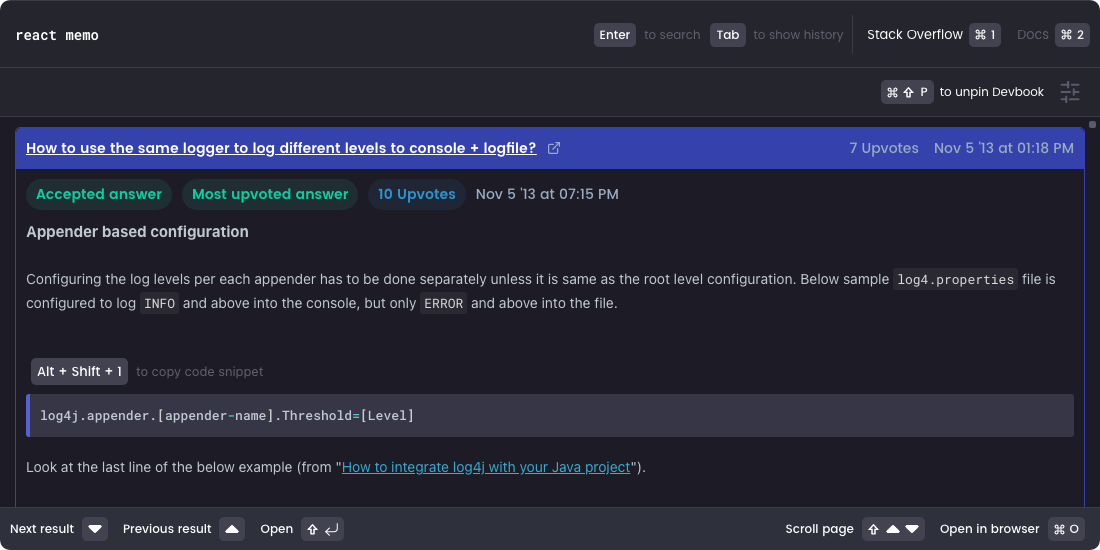 react memo Enter to search Tab to show history Stack Overflow ⌘ 1 Docs ⌘ 2
⌘ ⇧ P to unpin Devbook
How to use the same logger to log different levels to console + logfile? 7 Upvotes Nov 5 '13 at 01:18 PM
Accepted answer Most upvoted answer 10 Upvotes Nov 5 '13 at 07:15 PM
Appender based configuration
Configuring the log levels per each appender has to be done separately unless it is same as the root level configuration. Below sample log4.properties file is
configured to log INFO and above into the console, but only ERROR and above into the file.
Alt + Shift + 1 to copy code snippet
log4j.appender.[appender-name].Threshold=[Level]
Look at the last line of the below example (from "How to integrate log4j with your Java project").
Next result Previous result Open Scroll page Open in browser ⌘ O